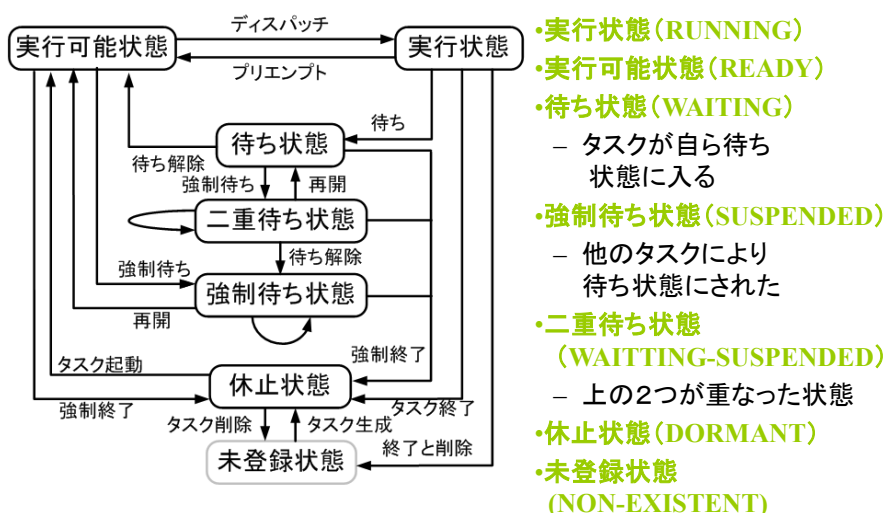 ディスパッチ
実行可能状態
実行状態
プリエンプト
待ち
待ち状態
待ち解除
強制待ち
再開
二重待ち状態
待ち解除
強制待ち
強制待ち状態
再開
強制終了
タスク起動
休止状態
強制終了
タスク終了
タスク削除
タスク生成
未登録状態
終了と削除
•実行状態(RUNNING)
•実行可能状態(READY)
•待ち状態(WAITING)
– タスクが自ら待ち
状態に入る
•強制待ち状態(SUSPENDED)
– 他のタスクにより
待ち状態にされた
•二重待ち状態
(WAITTING-SUSPENDED)
– 上の2つが重なった状態
•休止状態(DORMANT)
•未登録状態
(NON-EXISTENT)